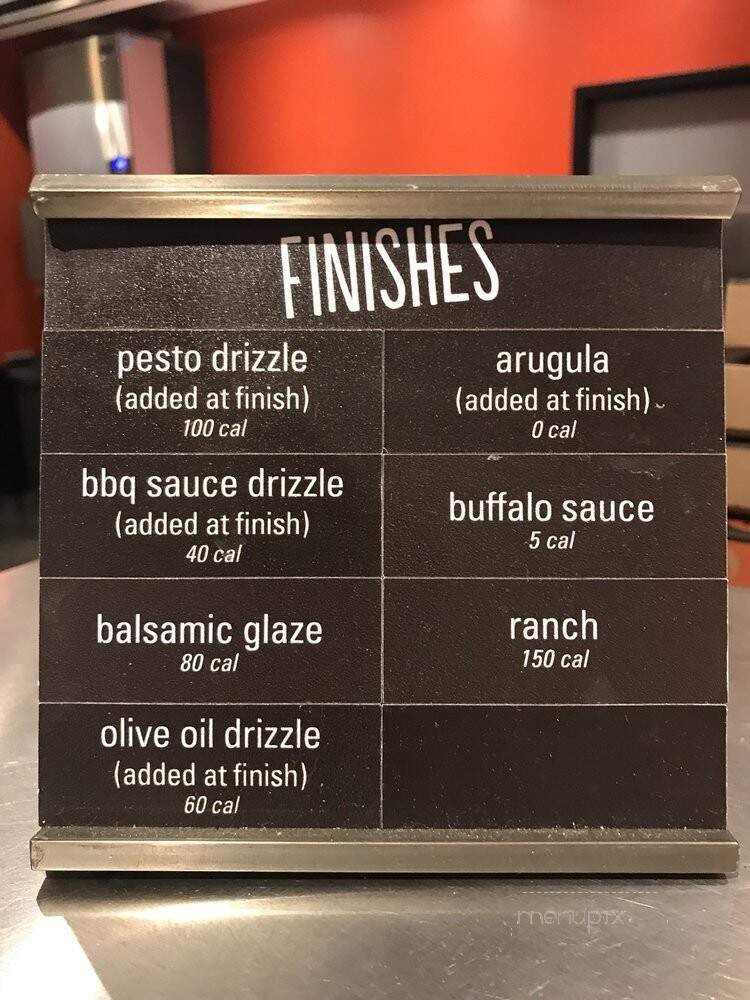 FINISHES
pesto drizzle
(added at finish)
100 cal
arugula
(added at finish)
0 cal
bbq sauce drizzle
(added at finish)
40 cal
buffalo sauce
5 cal
balsamic glaze
80 cal
ranch
150 cal
olive oil drizzle
(added at finish)
60 cal
menupix